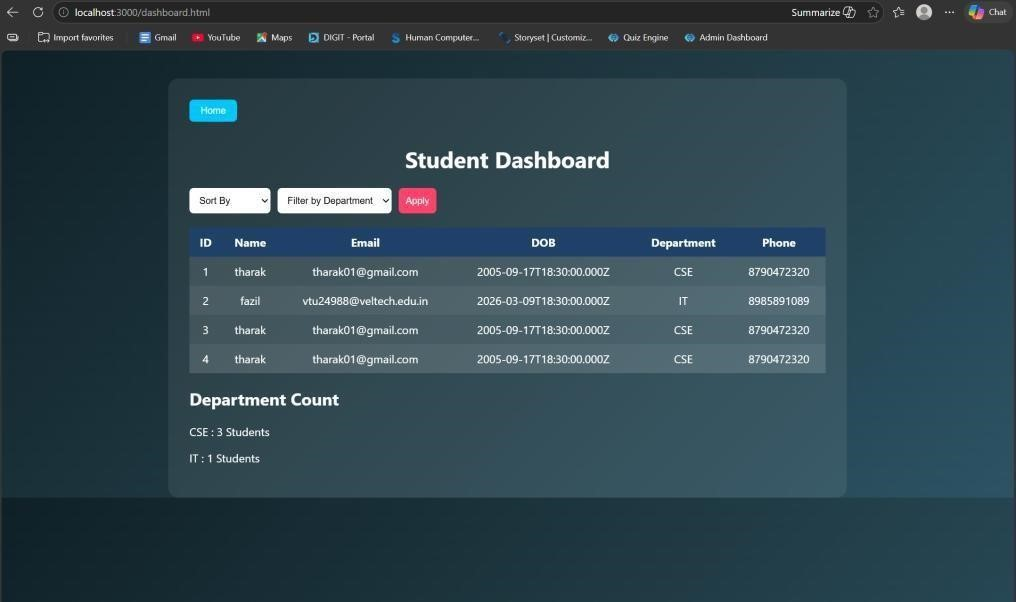 localhost:3000/dashboard.html Summarize Chat
Import favorites Gmail YouTube Maps DIGIT - Portal Human Computer... Storyset | Customiz... Quiz Engine Admin Dashboard
Home
Student Dashboard
Sort By Filter by Department Apply
ID Name Email DOB Department Phone
1 tharak tharak01@gmail.com 2005-09-17T18:30:00.000Z CSE 8790472320
2 fazil vtu24988@veltech.edu.in 2026-03-09T18:30:00.000Z IT 8985891089
3 tharak tharak01@gmail.com 2005-09-17T18:30:00.000Z CSE 8790472320
4 tharak tharak01@gmail.com 2005-09-17T18:30:00.000Z CSE 8790472320
Department Count
CSE : 3 Students
IT : 1 Students